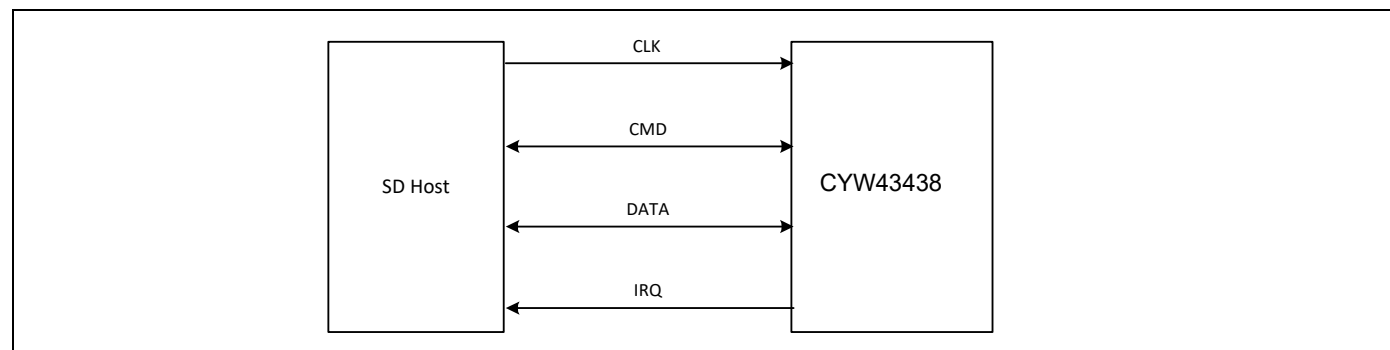 CLK
CMD
SD Host
CYW43438
DATA
IRQ